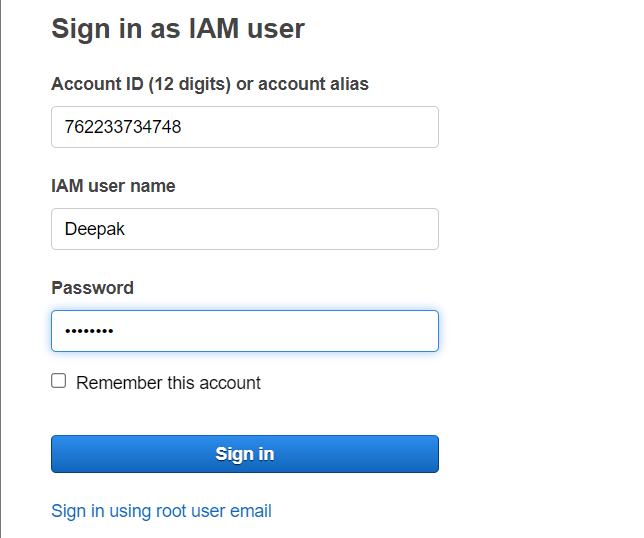 Sign in as IAM user
Account ID (12 digits) or account alias
762233734748
IAM user name
Deepak
Password
••••••••
Remember this account
Sign in
Sign in using root user email